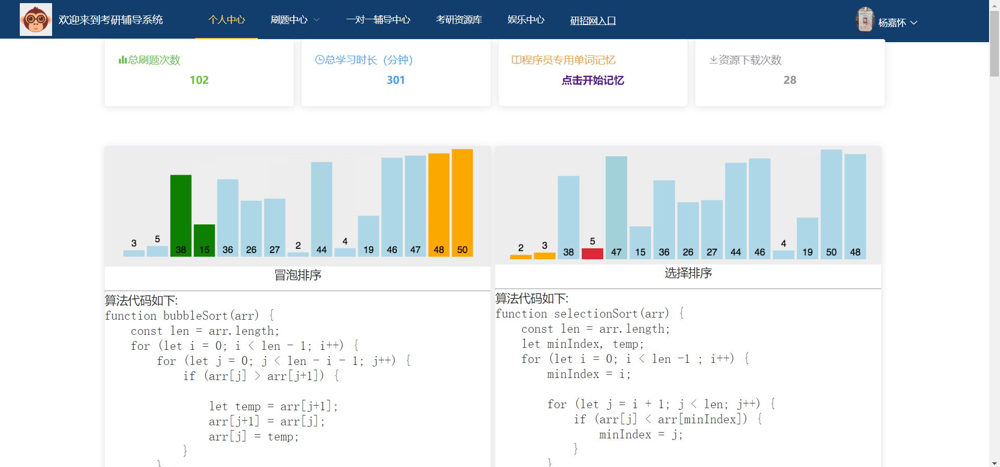 欢迎来到考研辅导系统 个人中心 刷题中心 一对一辅导中心 考研资源库 娱乐中心 研招网入口 杨嘉怀
总刷题次数
102
总学习时长（分钟）
301
程序员专用单词记忆
点击开始记忆
资源下载次数
28
3 5 38 15 36 26 27 2 44 4 19 46 47 48 50
冒泡排序
算法代码如下:
function bubbleSort(arr) {
    const len = arr.length;
    for (let i = 0; i < len - 1; i++) {
        for (let j = 0; j < len - i - 1; j++) {
            if (arr[j] > arr[j+1]) {
                let temp = arr[j+1];
                arr[j+1] = arr[j];
                arr[j] = temp;
            }
        }
2 3 38 5 47 15 36 26 27 44 46 4 19 50 48
选择排序
算法代码如下:
function selectionSort(arr) {
    const len = arr.length;
    let minIndex, temp;
    for (let i = 0; i < len -1 ; i++) {
        minIndex = i;
        for (let j = i + 1; j < len; j++) {
            if (arr[j] < arr[minIndex]) {
                minIndex = j;
            }
        }